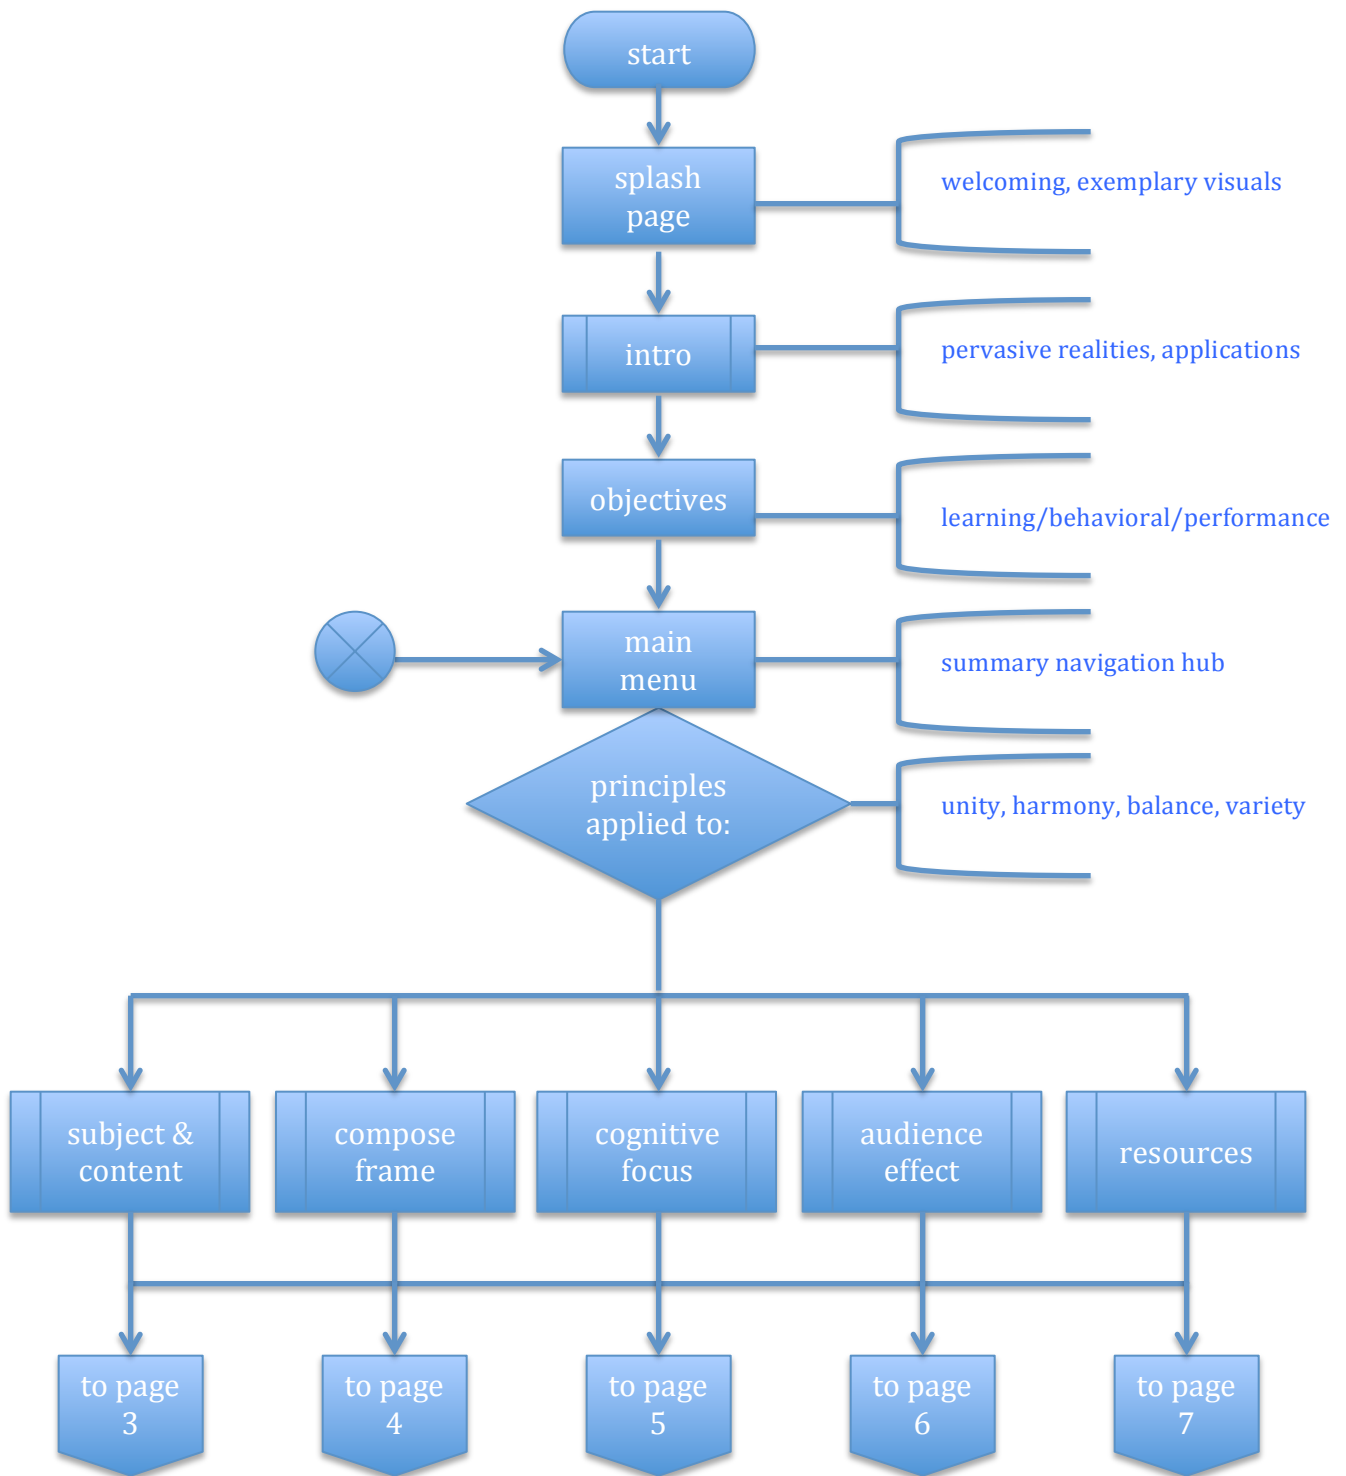 start
splash
page
welcoming, exemplary visuals
intro
pervasive realities, applications
objectives
learning/behavioral/performance
main
menu
summary navigation hub
principles
applied to:
unity, harmony, balance, variety
subject &
content
compose
frame
cognitive
focus
audience
effect
resources
to page
3
to page
4
to page
5
to page
6
to page
7